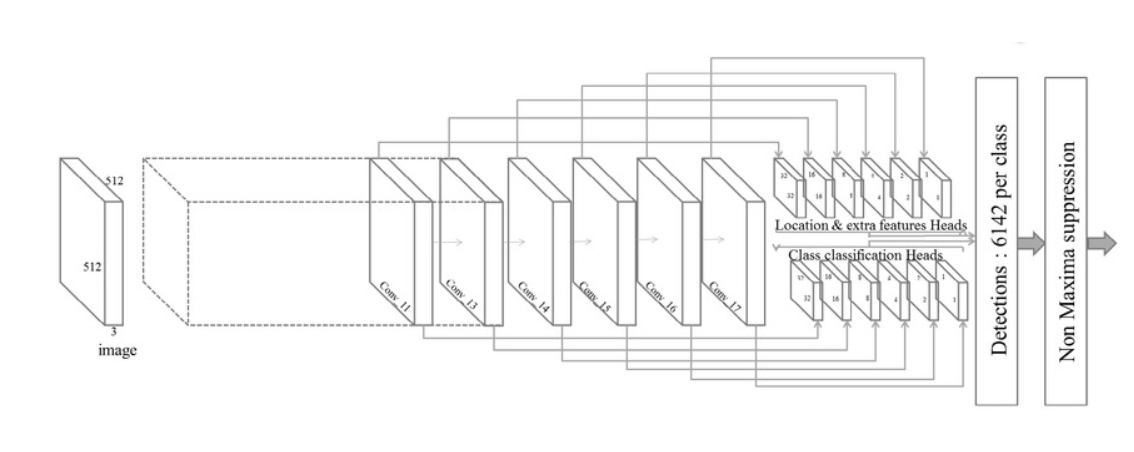 512
512
3
image
Conv_11
Conv_13
Conv_14
Conv_15
Conv_16
Conv_17
32
32
16
16
8
4
2
2
1
1
Location & extra features Heads
Class classification Heads
32
16
16
8
8
4
4
2
1
1
Detections : 6142 per class
Non Maxima suppression